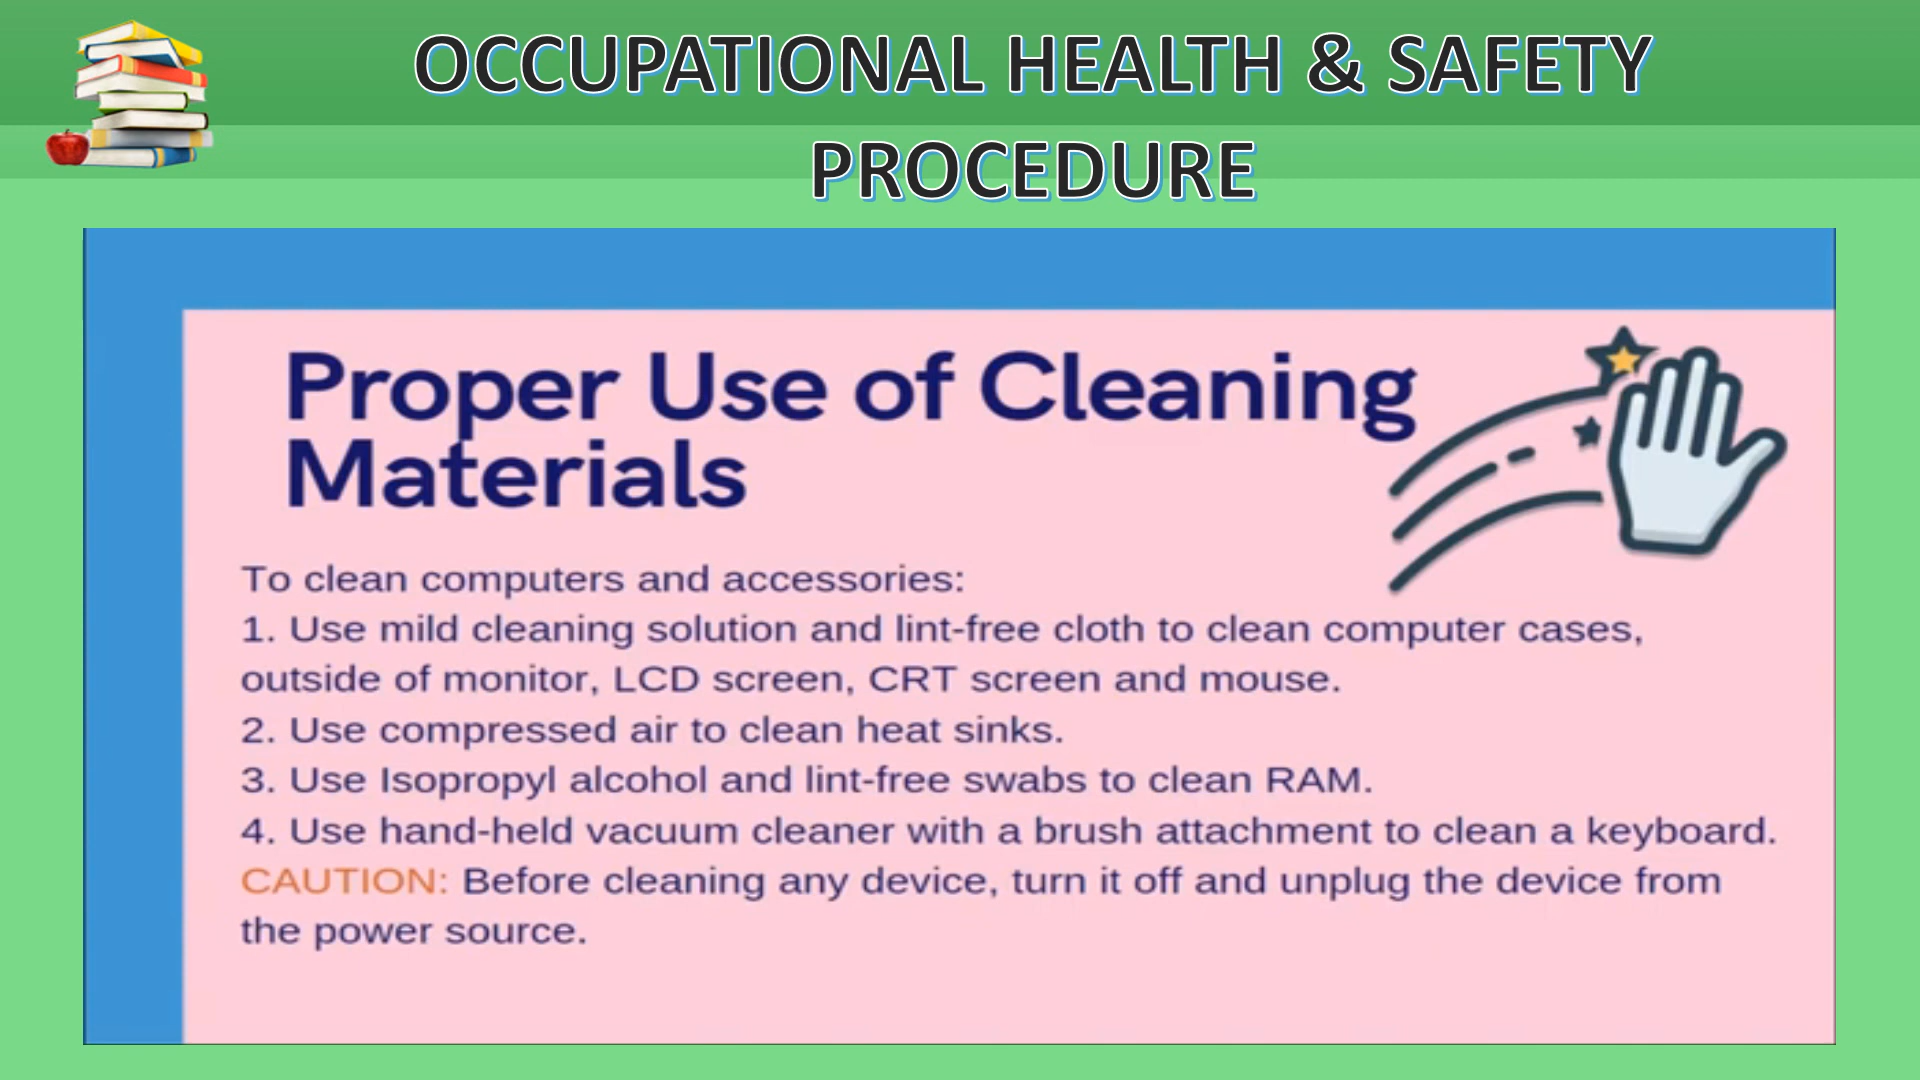 OCCUPATIONAL HEALTH & SAFETY
PROCEDURE
Proper Use of Cleaning
Materials
To clean computers and accessories:
1. Use mild cleaning solution and lint-free cloth to clean computer cases,
outside of monitor, LCD screen, CRT screen and mouse.
2. Use compressed air to clean heat sinks.
3. Use Isopropyl alcohol and lint-free swabs to clean RAM.
4. Use hand-held vacuum cleaner with a brush attachment to clean a keyboard.
CAUTION: Before cleaning any device, turn it off and unplug the device from
the power source.